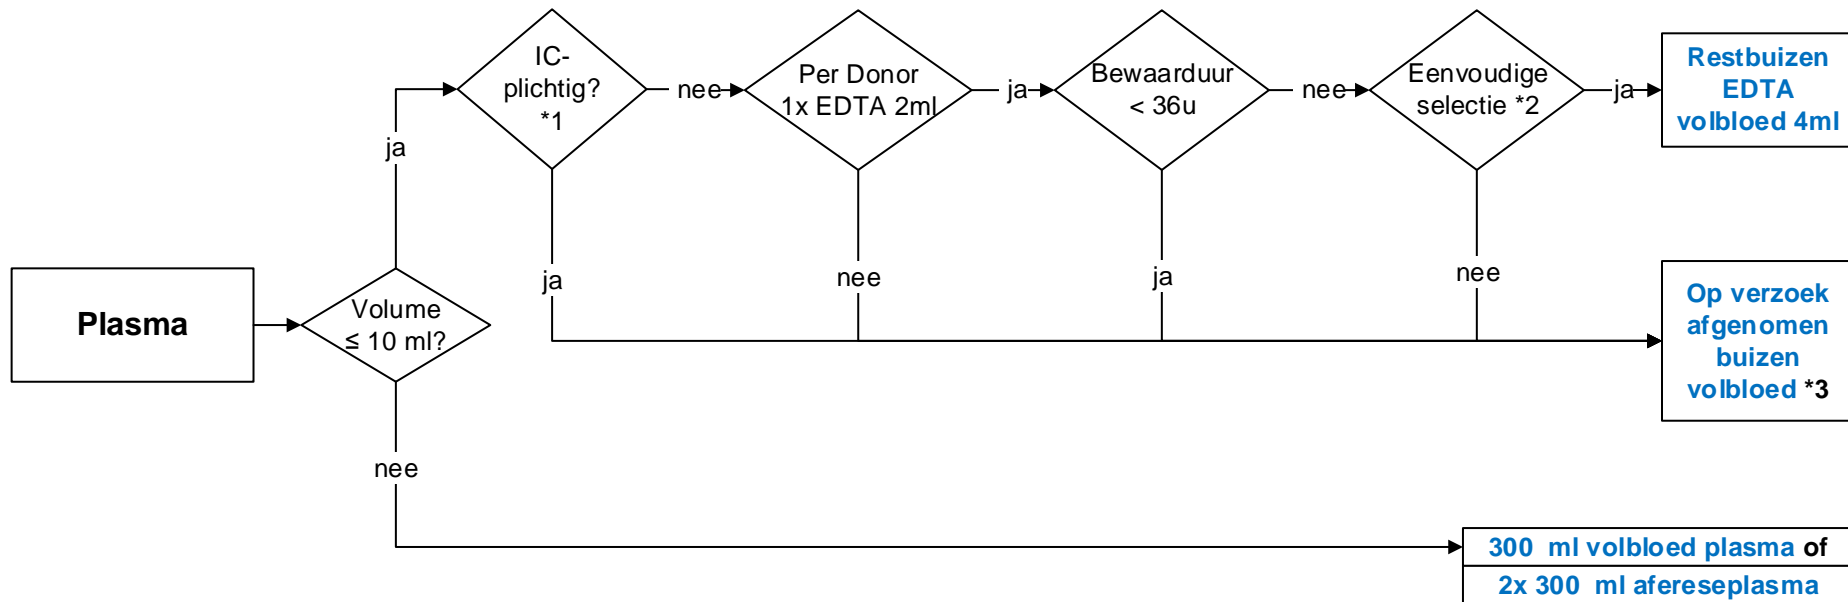 Plasma
Volume
≤ 10 ml?
ja
nee
IC-
plichtig?
*1
nee
ja
Per Donor
1x EDTA 2ml
ja
nee
Bewaarduur
< 36u
nee
ja
Eenvoudige
selectie *2
ja
nee
Restbuizen
EDTA
volbloed 4ml
Op verzoek
afgenomen
buizen
volbloed *3
300 ml volbloed plasma of
2x 300 ml afereseplasma